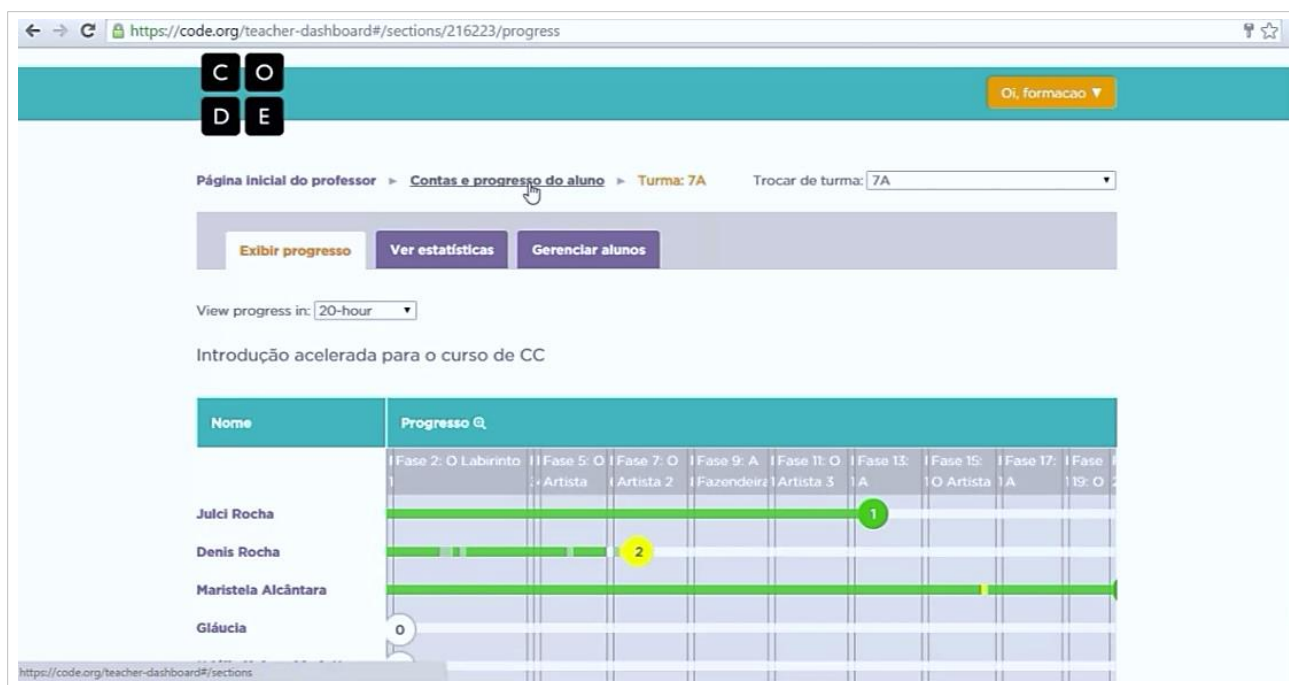 https://code.org/teacher-dashboard#/sections/216223/progress
C O
D E
Oi, formacao ▼
Página inicial do professor ► Contas e progresso do aluno ► Turma: 7A Trocar de turma: 7A
Exibir progresso Ver estatísticas Gerenciar alunos
View progress in: 20-hour
Introdução acelerada para o curso de CC
Nome Progresso
Fase 2: O Labirinto Fase 5: O Fase 7: O Fase 9: A Fase 11: O Fase 13: Fase 15: Fase 17: Fase
Artista Artista 2 Fazendeira Artista 3 A O Artista A 19: O
Julci Rocha 1
Denis Rocha 2
Maristela Alcântara
Gláucia 0
https://code.org/teacher-dashboard#/sections